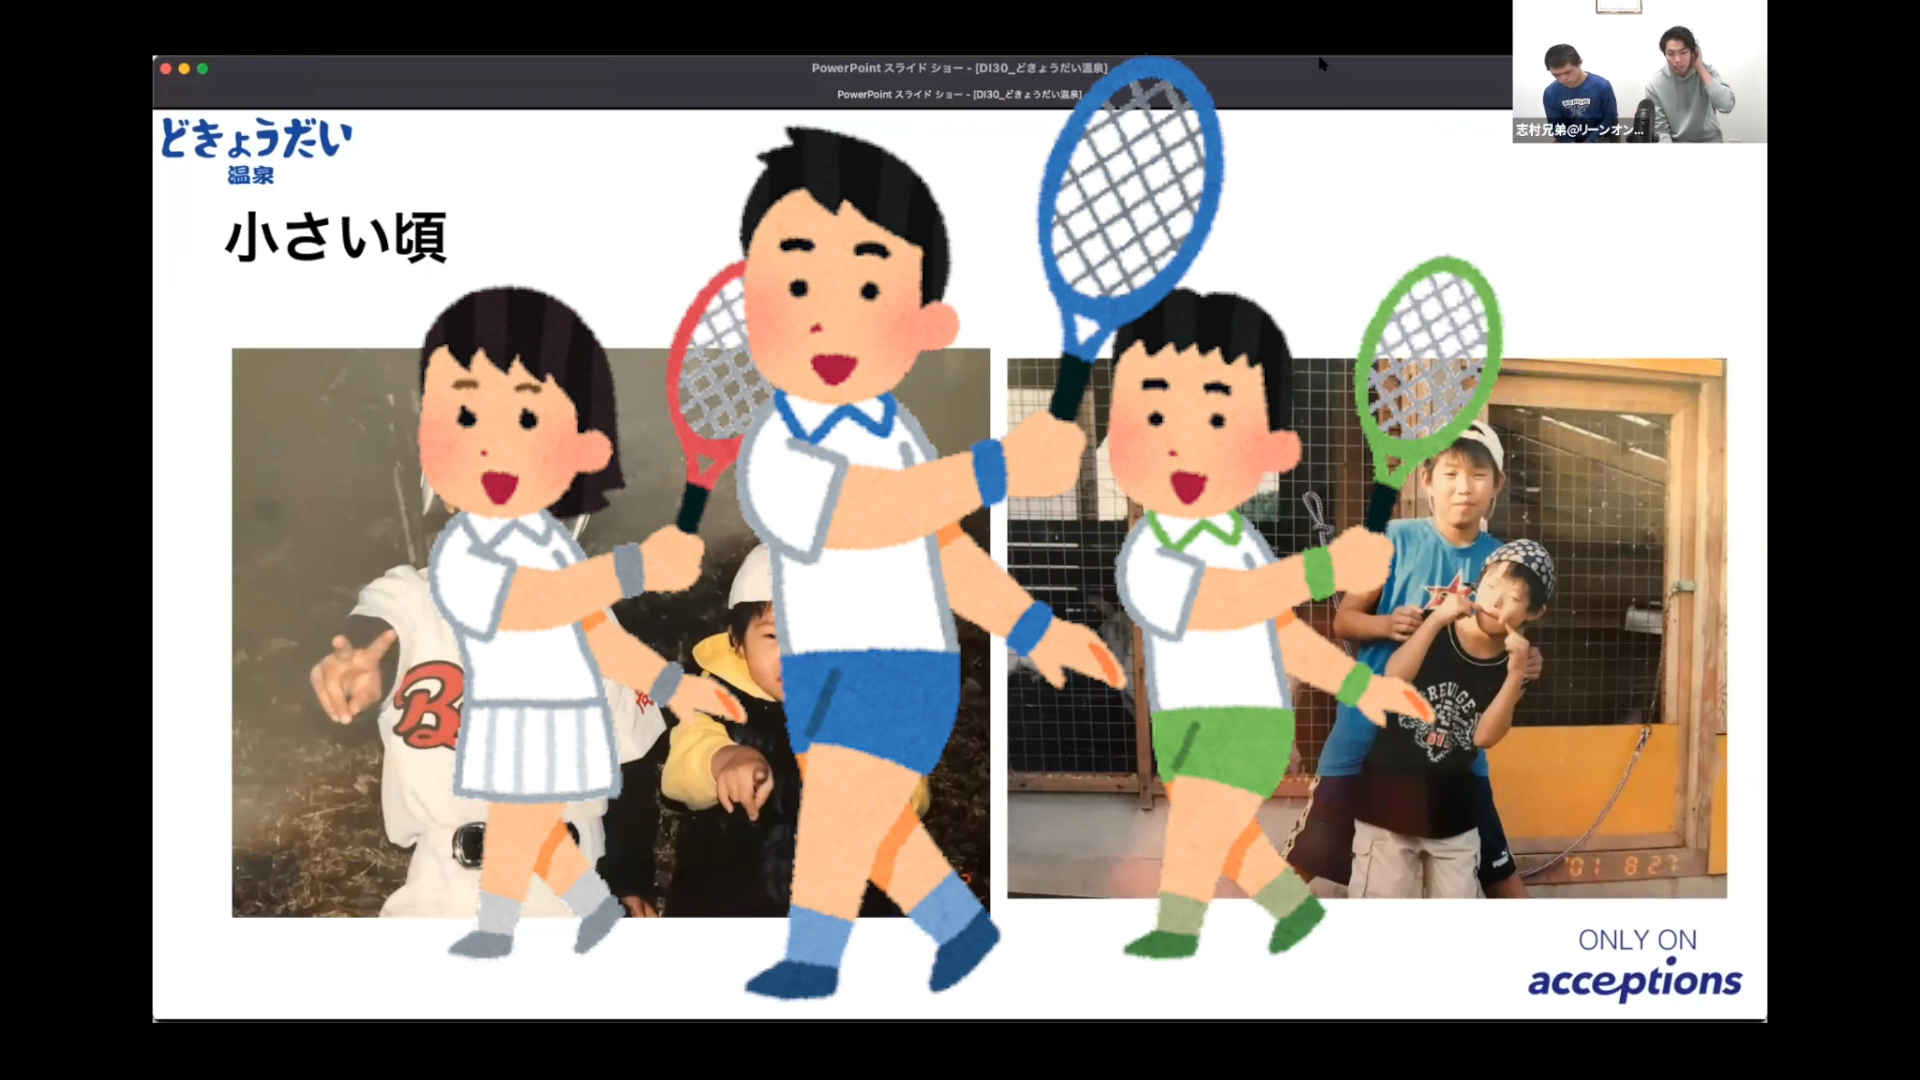 PowerPoint スライド ショー - [DI30_どきょうだい温泉]
PowerPoint スライド ショー - [DI30_どきょうだい温泉]
志村兄弟@リーンオン...
どきょうだい
温泉
小さい頃
B
REVENGE
'01 8 27
ONLY ON
acceptions